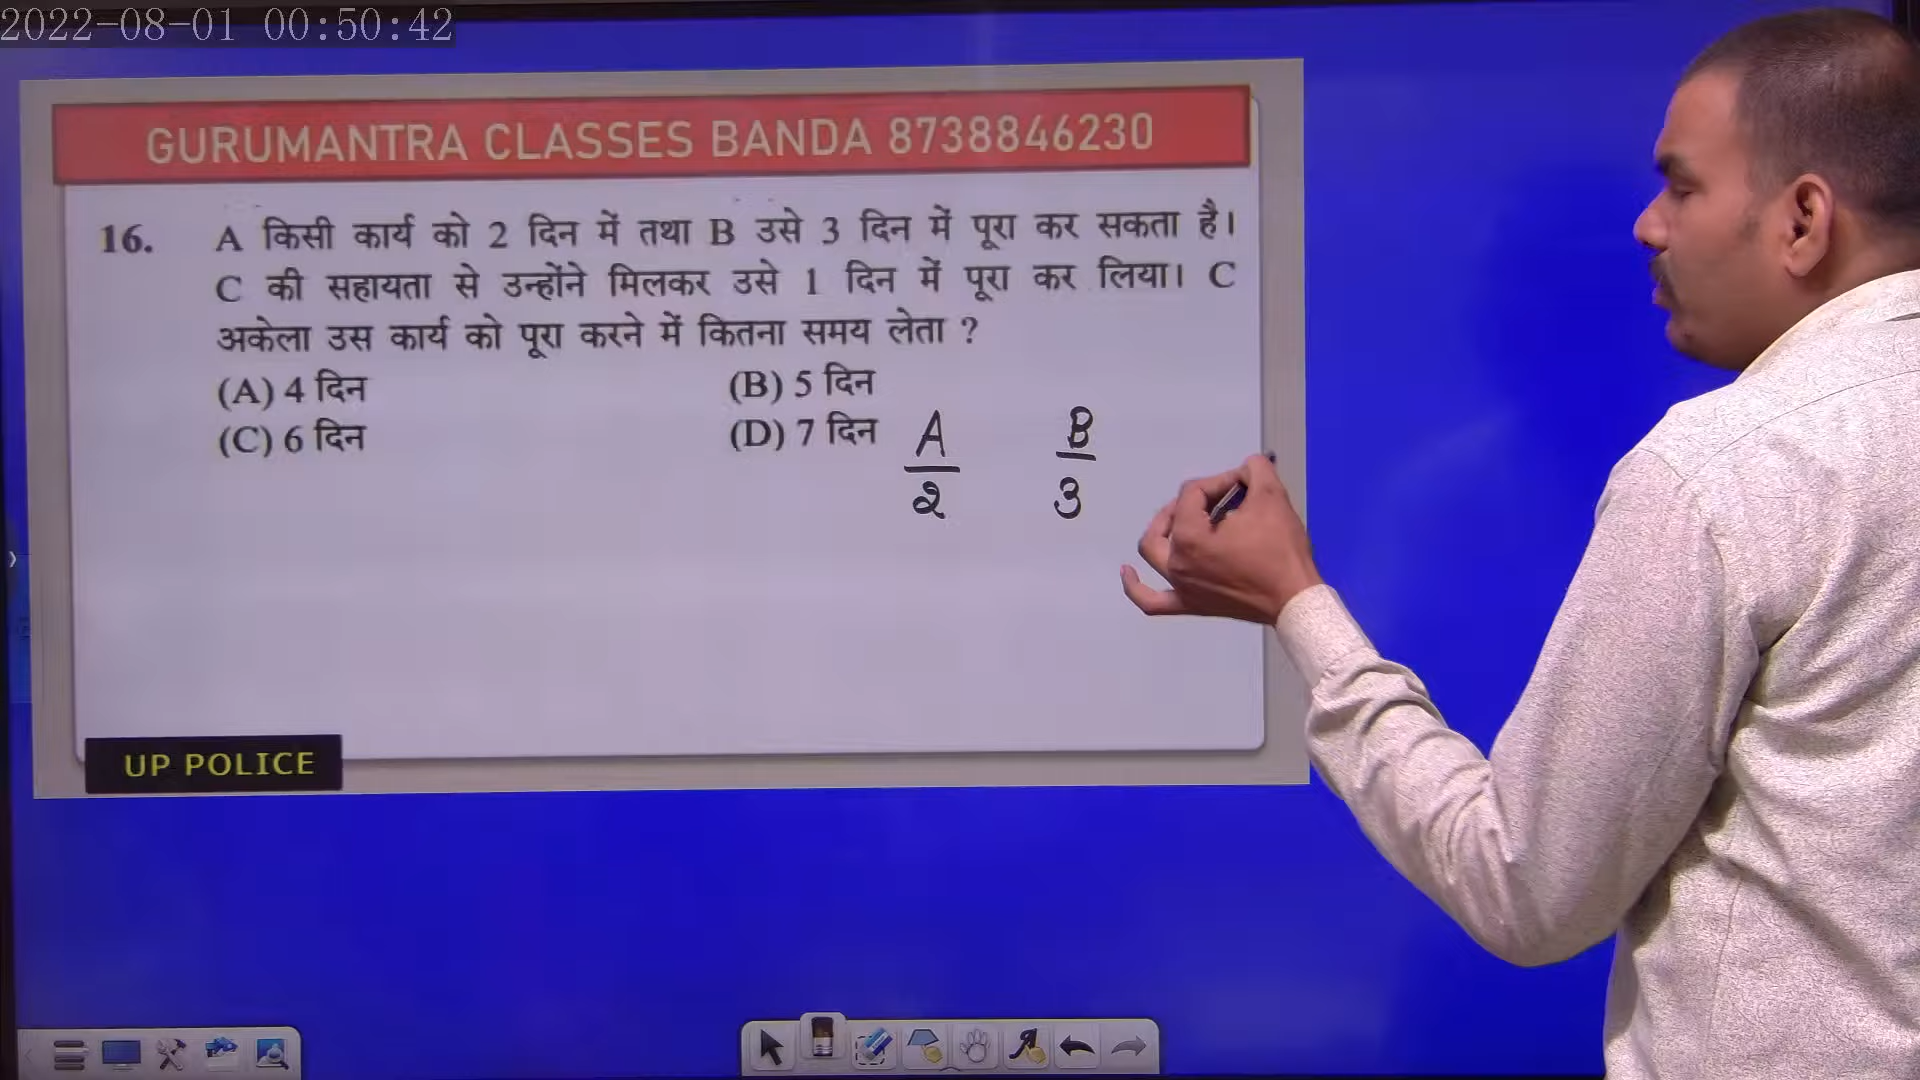 2022-08-01 00:50:42
GURUMANTRA CLASSES BANDA 8738846230
16. A किसी कार्य को 2 दिन में तथा B उसे 3 दिन में पूरा कर सकता है।
C की सहायता से उन्होंने मिलकर उसे 1 दिन में पूरा कर लिया। C
अकेला उस कार्य को पूरा करने में कितना समय लेता ?
(A) 4 दिन (B) 5 दिन
(C) 6 दिन (D) 7 दिन
A B
2 3
UP POLICE